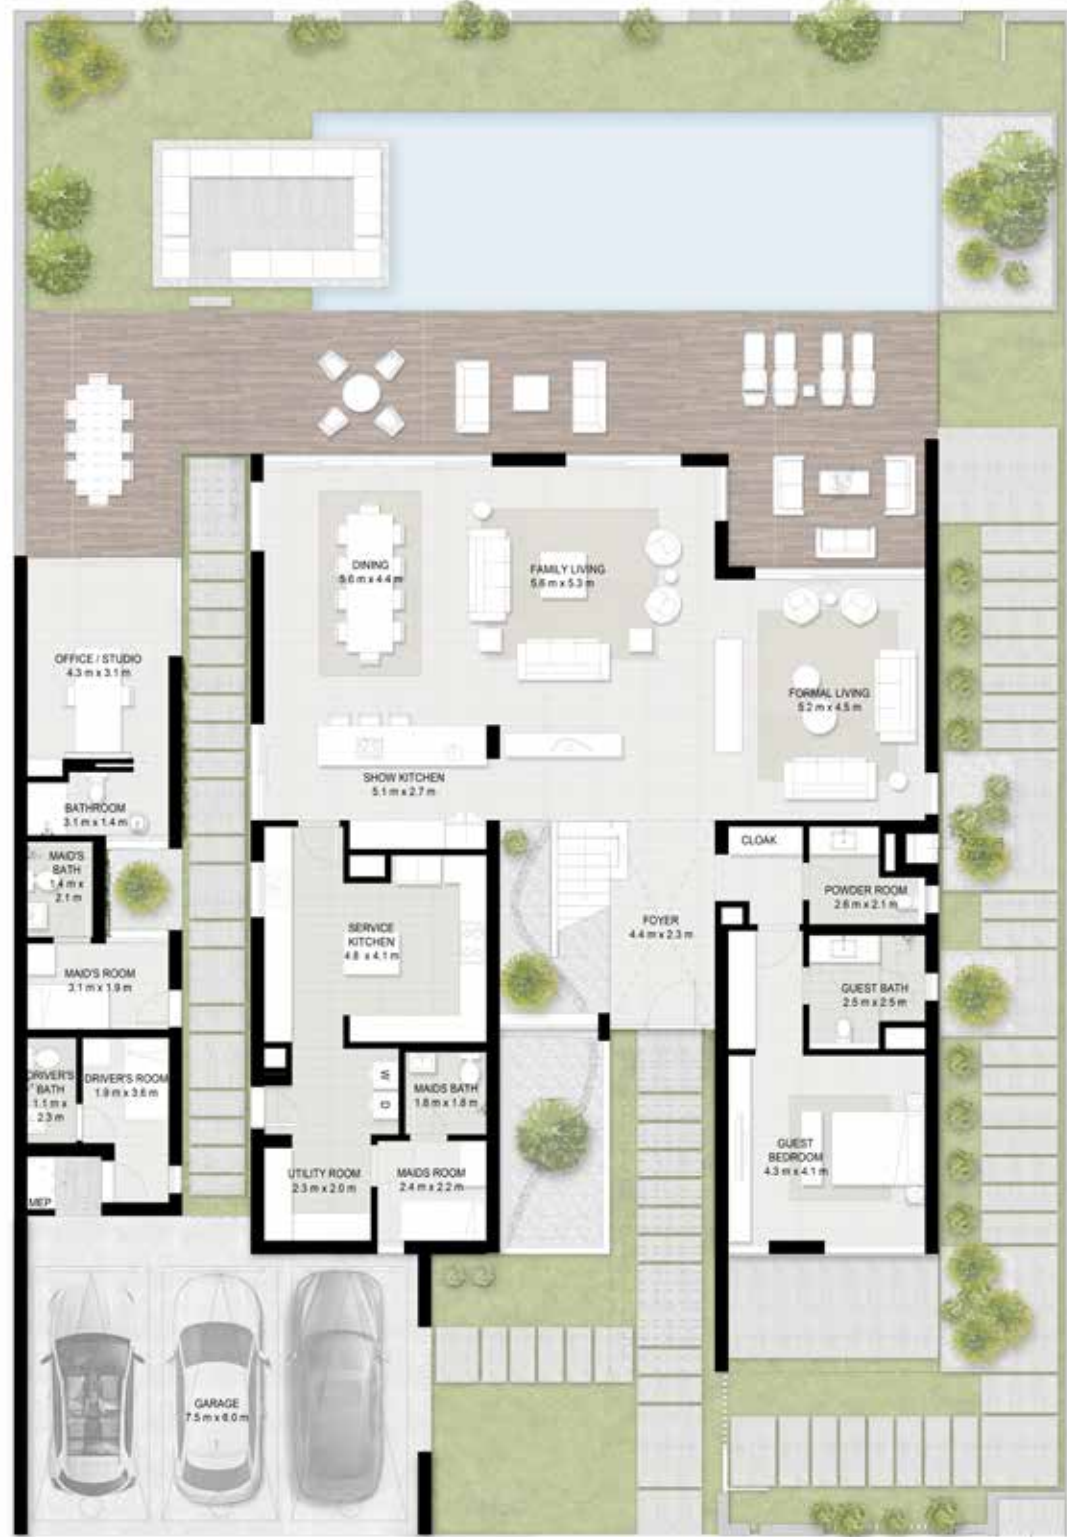 DINING
5.6 m x 4.4 m
FAMILY LIVING
5.6 m x 5.3 m
OFFICE / STUDIO
4.3 m x 3.1 m
FORMAL LIVING
5.2 m x 4.5 m
SHOW KITCHEN
5.1 m x 2.7 m
BATHROOM
3.1 m x 1.4 m
MAID'S
BATH
1.4 m x
2.1 m
CLOAK
POWDER ROOM
2.6 m x 2.1 m
SERVICE
KITCHEN
4.8 x 4.1 m
FOYER
4.4 m x 2.3 m
MAID'S ROOM
3.1 m x 1.9 m
GUEST BATH
2.5 m x 2.5 m
DRIVER'S
BATH
1.1 m x
2.3 m
DRIVER'S ROOM
1.9 m x 3.6 m
W
D
MAIDS BATH
1.8 m x 1.8 m
GUEST
BEDROOM
4.3 m x 4.1 m
UTILITY ROOM
2.3 m x 2.0 m
MAIDS ROOM
2.4 m x 2.2 m
MEP
GARAGE
7.5 m x 6.0 m